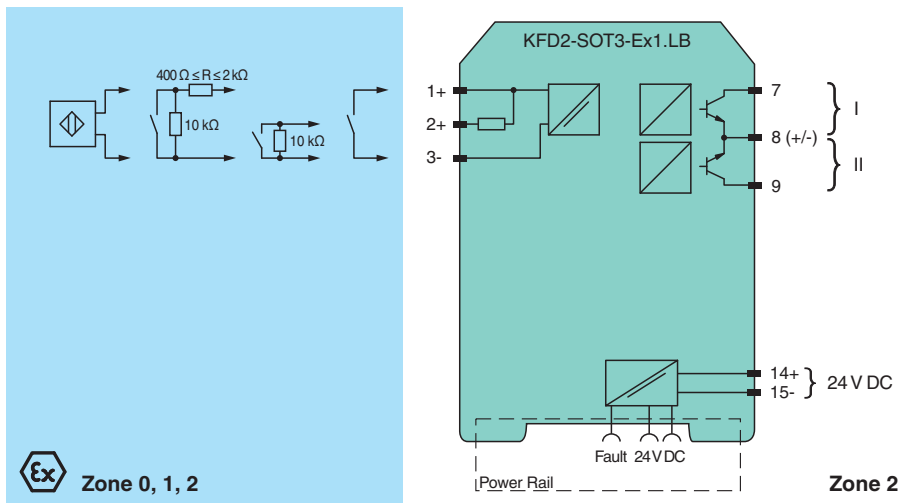 KFD2-SOT3-Ex1.LB
400 Ω ≤ R ≤ 2 kΩ
10 kΩ
10 kΩ
1+
2+
3-
7
8 (+/-)
9
I
II
14+
15-
24 V DC
Fault 24 V DC
Power Rail
Ex Zone 0, 1, 2
Zone 2